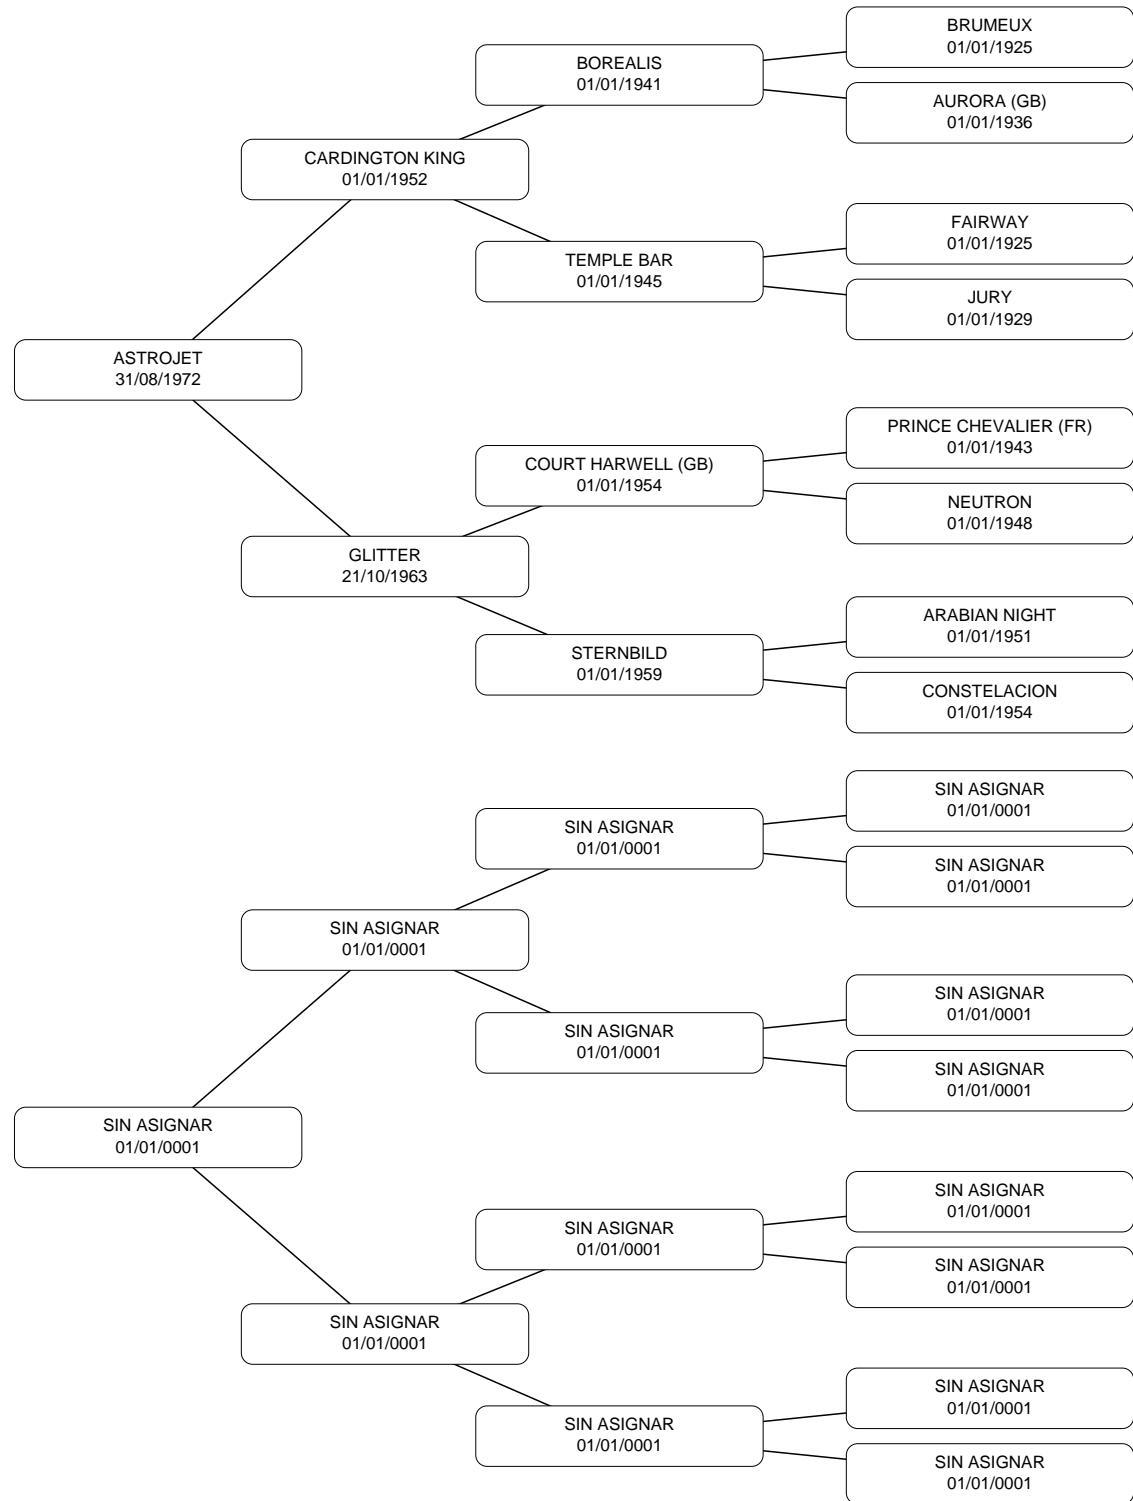 BRUMEUX
01/01/1925
BOREALIS
01/01/1941
AURORA (GB)
01/01/1936
CARDINGTON KING
01/01/1952
FAIRWAY
01/01/1925
TEMPLE BAR
01/01/1945
JURY
01/01/1929
ASTROJET
31/08/1972
PRINCE CHEVALIER (FR)
01/01/1943
COURT HARWELL (GB)
01/01/1954
NEUTRON
01/01/1948
GLITTER
21/10/1963
ARABIAN NIGHT
01/01/1951
STERNBILD
01/01/1959
CONSTELACION
01/01/1954
SIN ASIGNAR
01/01/0001
SIN ASIGNAR
01/01/0001
SIN ASIGNAR
01/01/0001
SIN ASIGNAR
01/01/0001
SIN ASIGNAR
01/01/0001
SIN ASIGNAR
01/01/0001
SIN ASIGNAR
01/01/0001
SIN ASIGNAR
01/01/0001
SIN ASIGNAR
01/01/0001
SIN ASIGNAR
01/01/0001
SIN ASIGNAR
01/01/0001
SIN ASIGNAR
01/01/0001
SIN ASIGNAR
01/01/0001
SIN ASIGNAR
01/01/0001
SIN ASIGNAR
01/01/0001